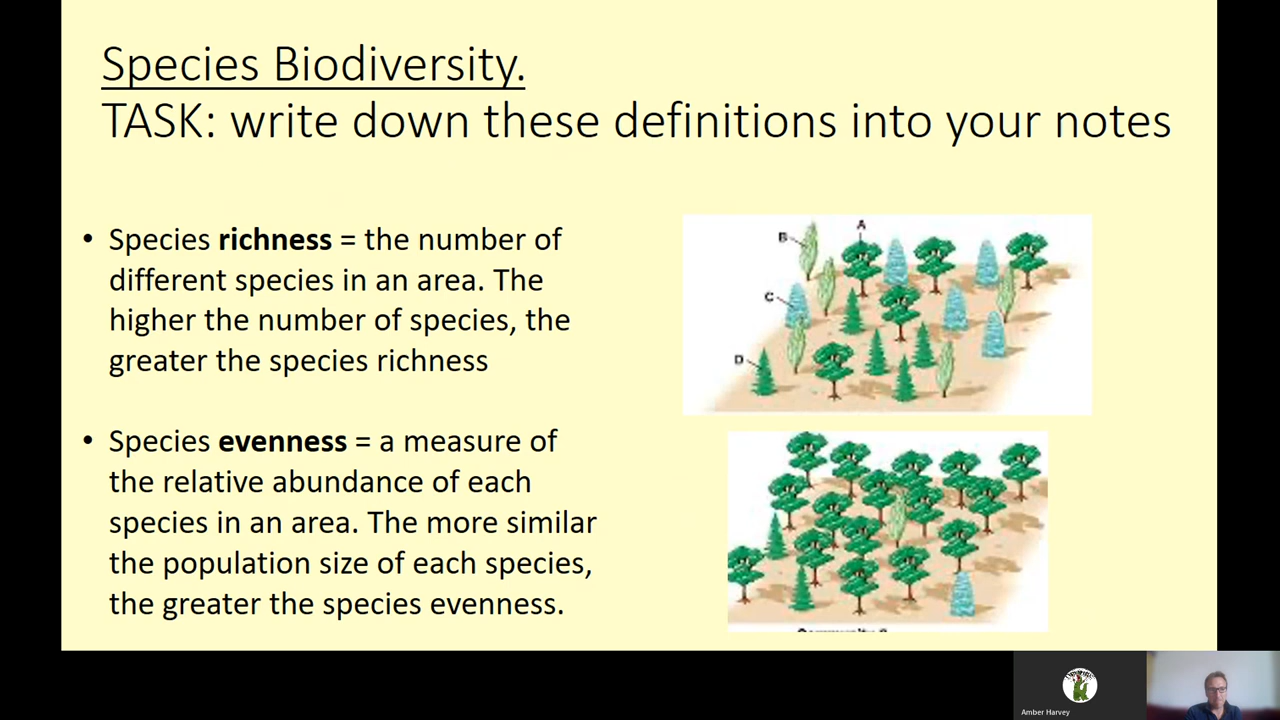 Species Biodiversity.
TASK: write down these definitions into your notes
• Species richness = the number of
different species in an area. The
higher the number of species, the
greater the species richness
• Species evenness = a measure of
the relative abundance of each
species in an area. The more similar
the population size of each species,
the greater the species evenness.
A
B
C
D
Amber Harvey